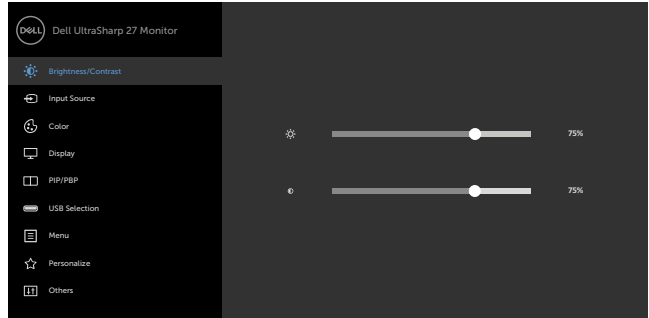 DELL
Dell UltraSharp 27 Monitor
Brightness/Contrast
Input Source
Color
75%
Display
PIP/PBP
75%
USB Selection
Menu
Personalize
Others